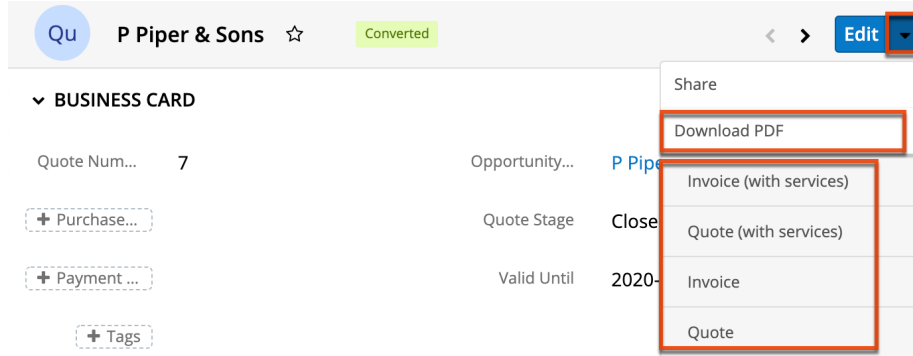 Qu P Piper & Sons Converted Edit
Share
BUSINESS CARD
Download PDF
Quote Num... 7 Opportunity... P Pipe
Invoice (with services)
+ Purchase... Quote Stage Close
Quote (with services)
+ Payment ... Valid Until 2020-
Invoice
+ Tags
Quote